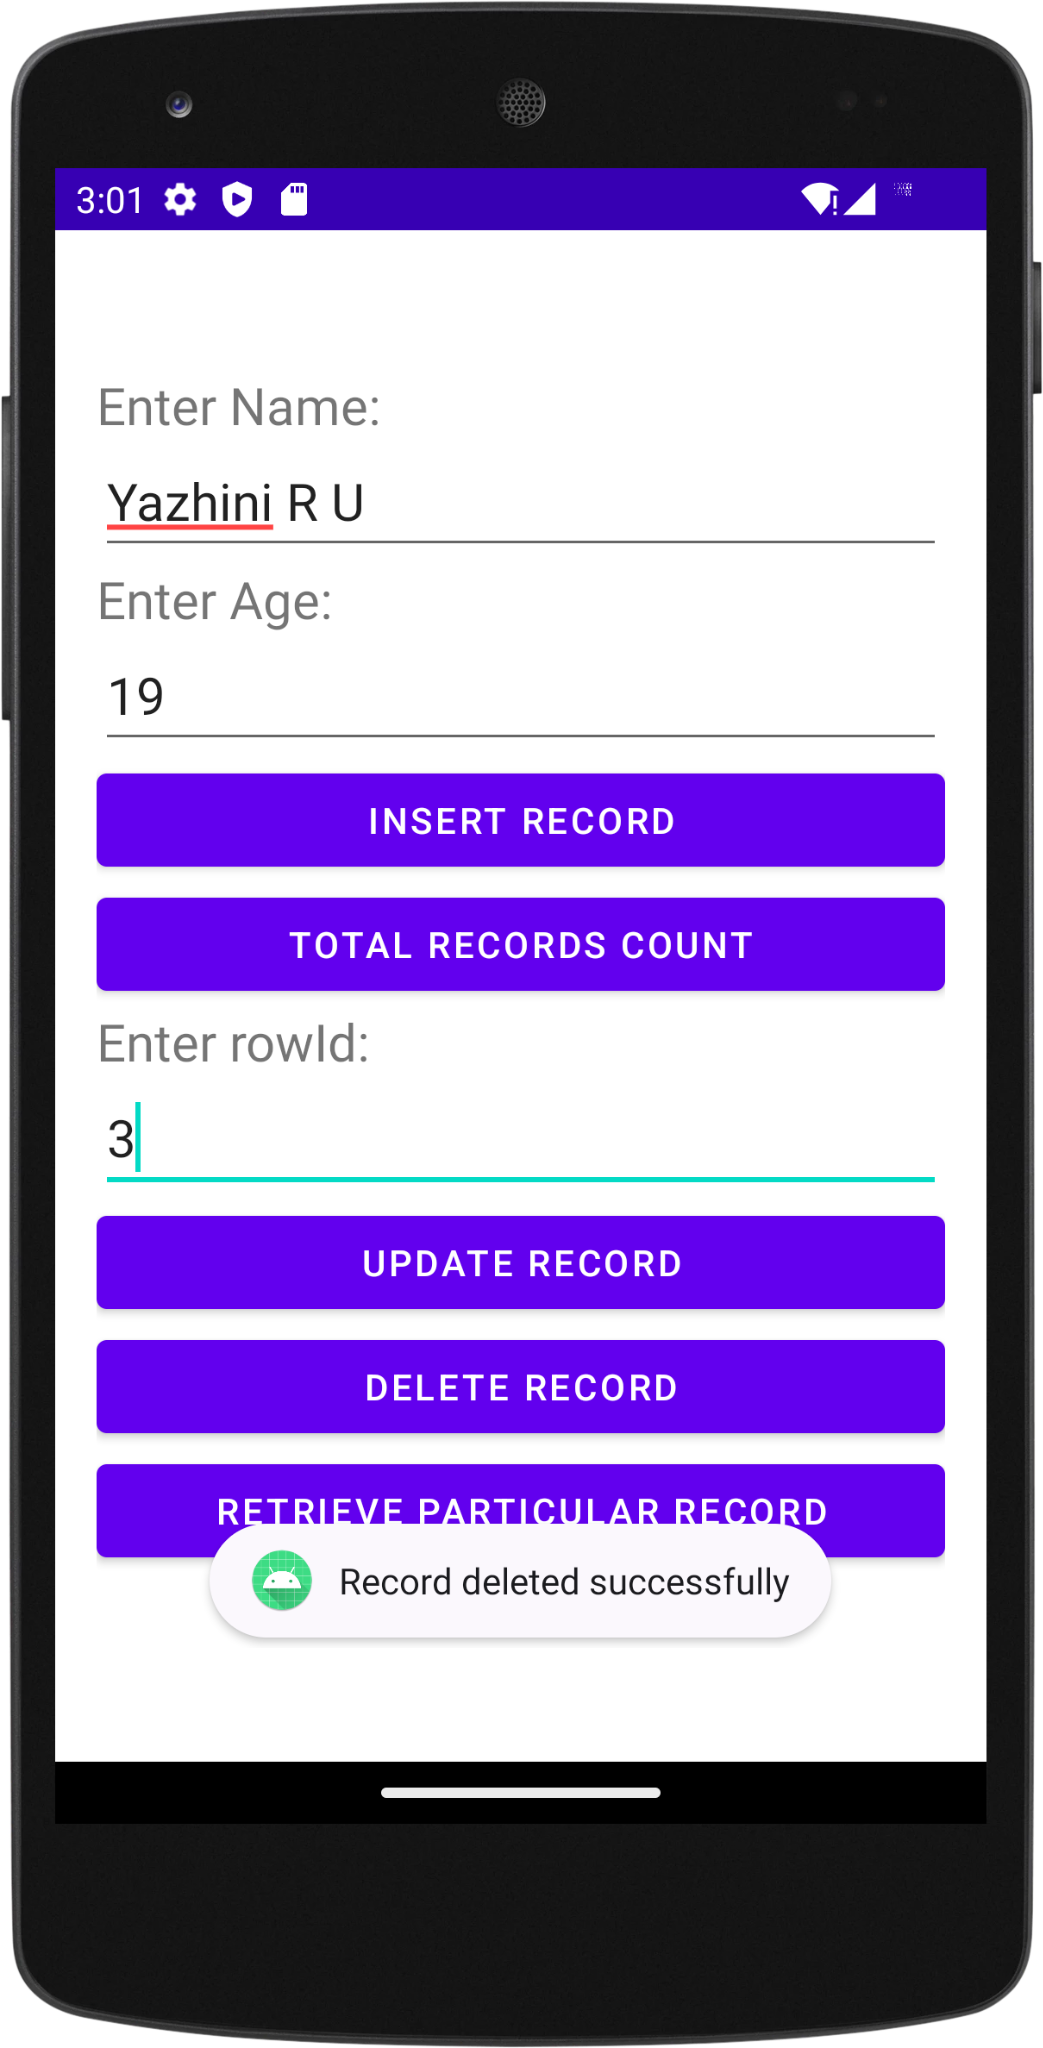 3:01
Enter Name:
Yazhini R U
Enter Age:
19
INSERT RECORD
TOTAL RECORDS COUNT
Enter rowId:
3
UPDATE RECORD
DELETE RECORD
RETRIEVE PARTICULAR RECORD
Record deleted successfully